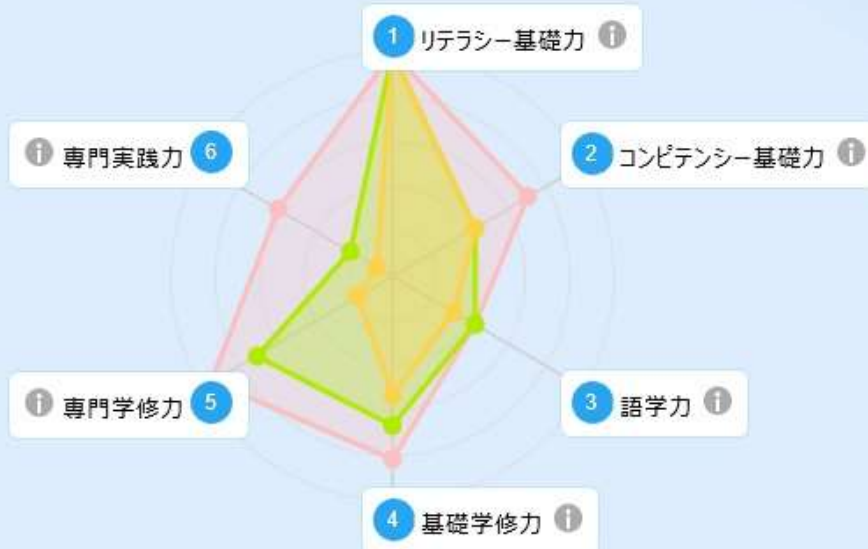 1 リテラシー基礎力 i
i 専門実践力 6
2 コンピテンシー基礎力 i
i 専門学修力 5
3 語学力 i
4 基礎学修力 i